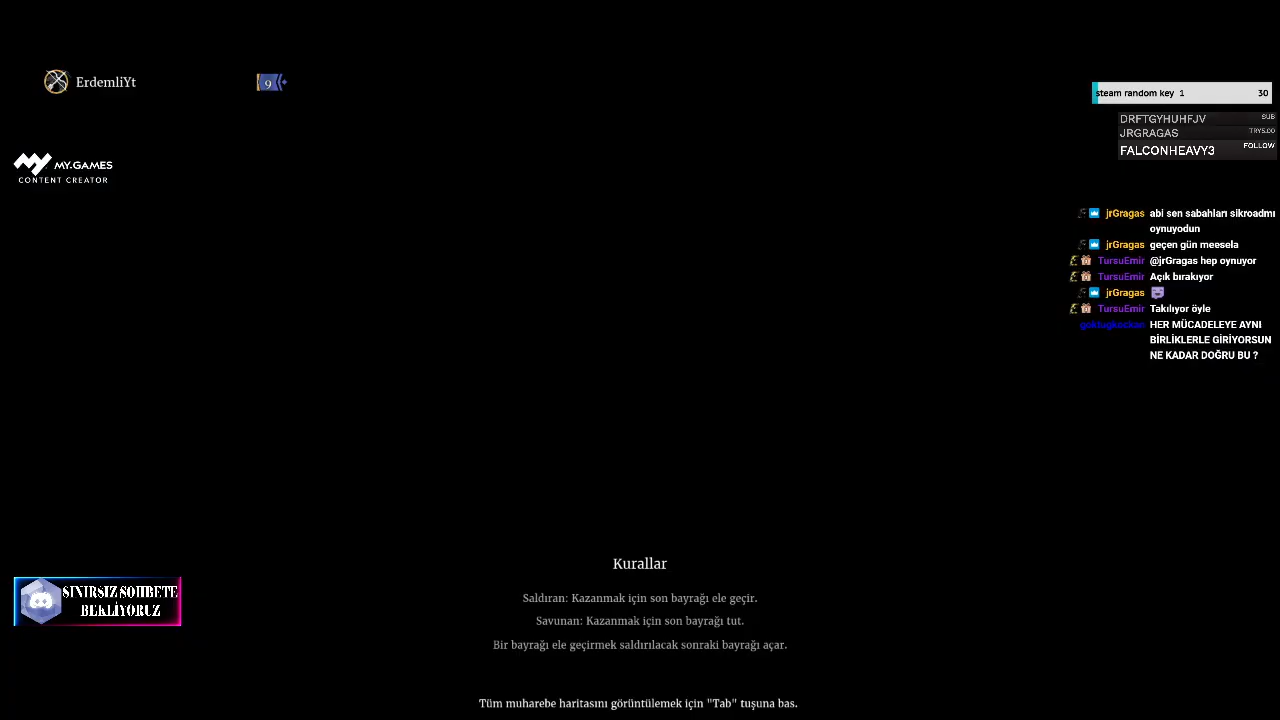 ErdemliYt
9
MY.GAMES
CONTENT CREATOR
steam random key 1 30
DRFTGYHUHFJV SUB
JRGRAGAS TRY5.00
FALCONHEAVY3 FOLLOW
jrGragas abi sen sabahları sikroadmı
oynuyodun
jrGragas geçen gün meesela
TursuEmir @jrGragas hep oynuyor
TursuEmir Açık bırakıyor
jrGragas
TursuEmir Takılıyor öyle
HER MÜCADELEYE AYNI
BİRLİKLERLE GİRİYORSUN
NE KADAR DOĞRU BU ?
SINIRSIZ SOHBETE
BEKLİYORUZ
Kurallar
Saldıran: Kazanmak için son bayrağı ele geçir.
Savunan: Kazanmak için son bayrağı tut.
Bir bayrağı ele geçirmek saldırılacak sonraki bayrağı açar.
Tüm muharebe haritasını görüntülemek için "Tab" tuşuna bas.